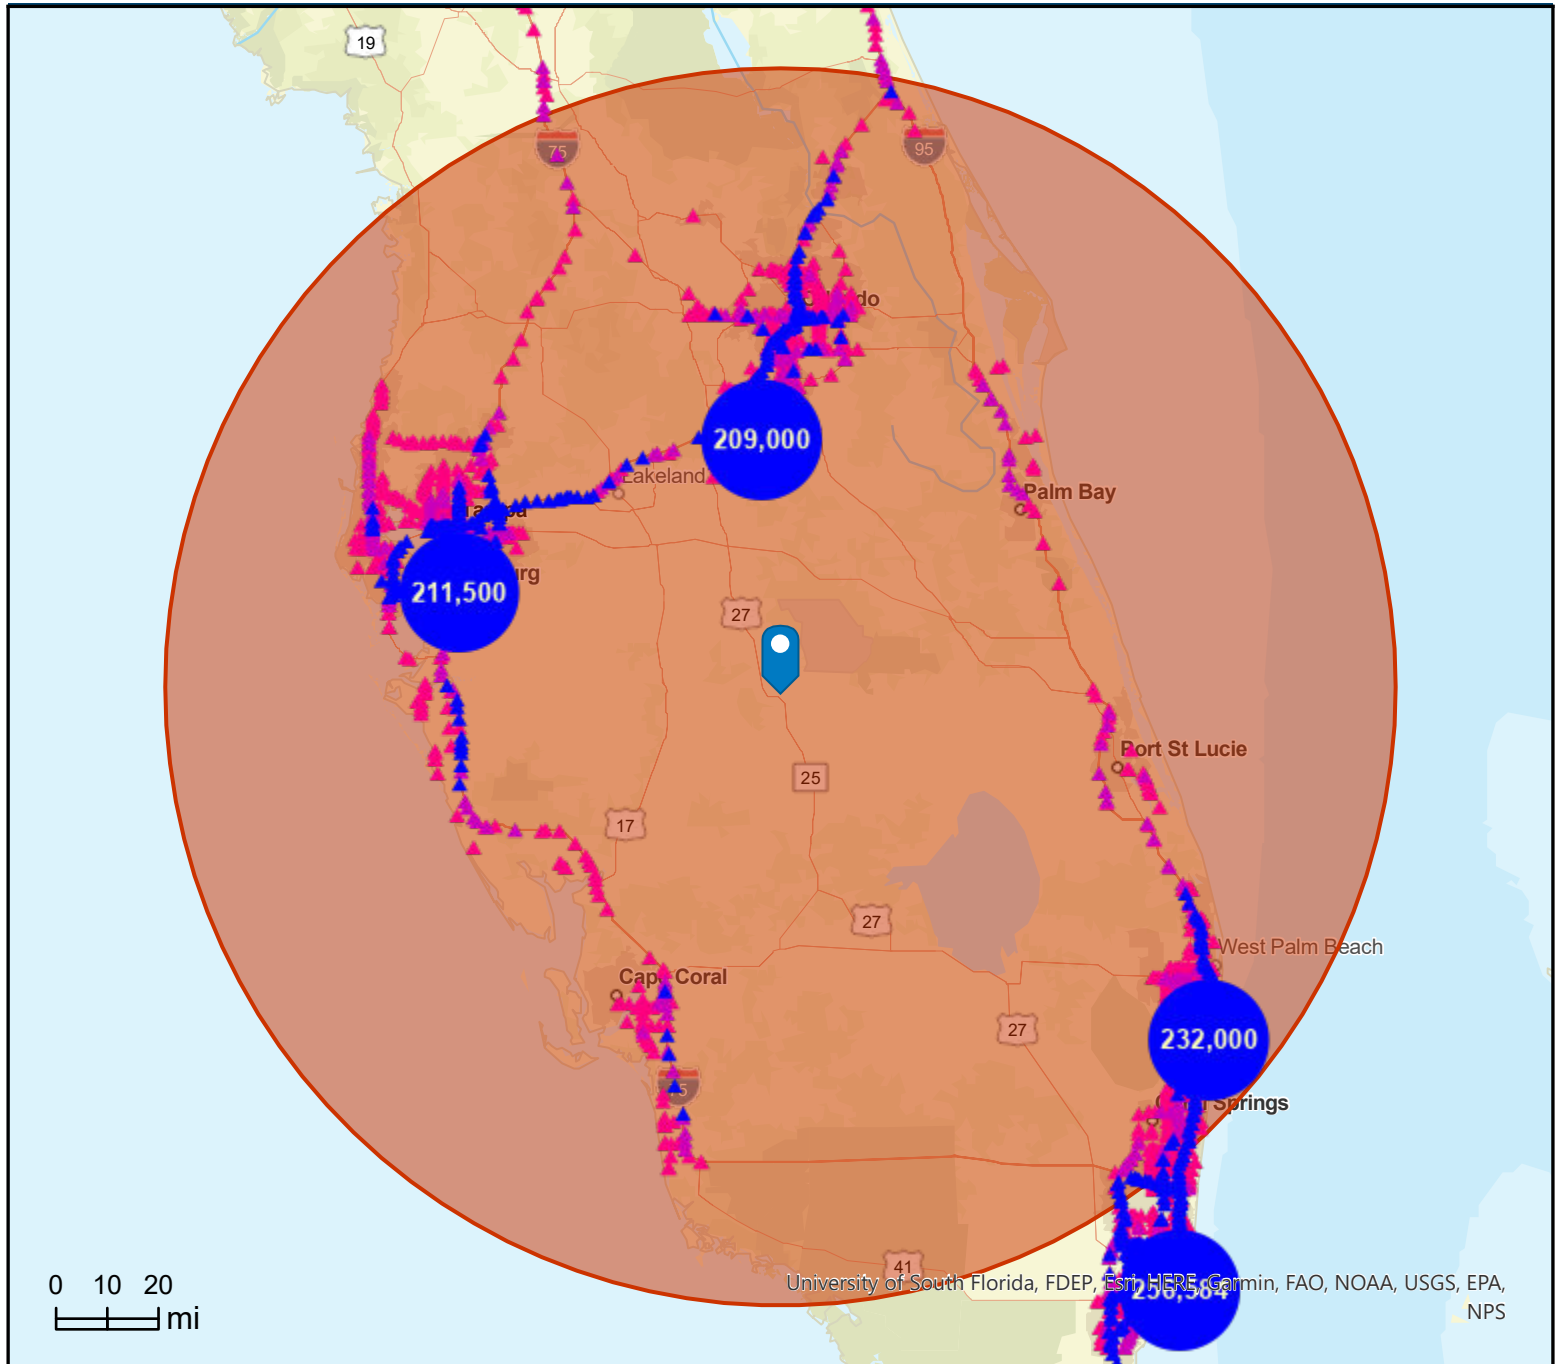 19
75
95
209,000
Lakeland
Palm Bay
211,500
27
Port St Lucie
25
17
27
West Palm Beach
Cape Coral
27
232,000
Springs
41
University of South Florida, FDEP, Esri, HERE, Garmin, FAO, NOAA, USGS, EPA,
NPS
256,584
0 10 20
mi